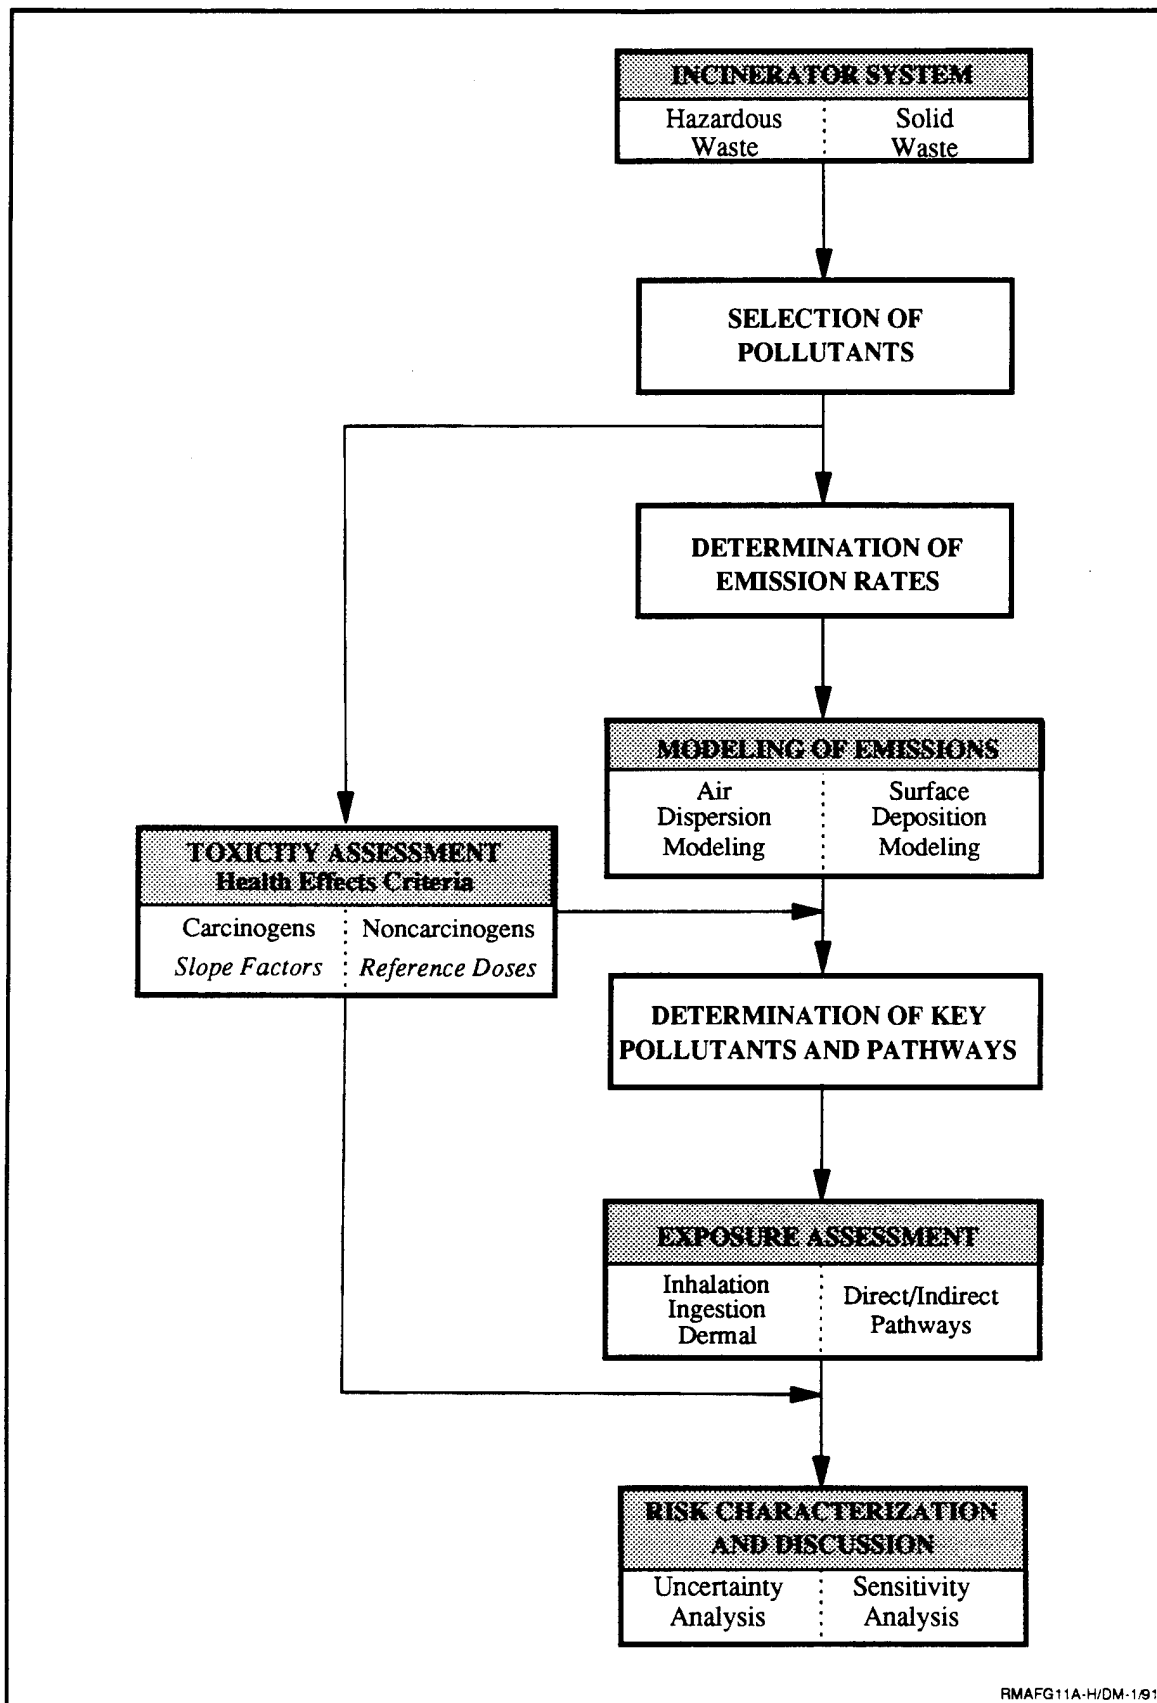 INCINERATOR SYSTEM
Hazardous
Waste
Solid
Waste
SELECTION OF
POLLUTANTS
DETERMINATION OF
EMISSION RATES
MODELING OF EMISSIONS
Air
Dispersion
Modeling
Surface
Deposition
Modeling
TOXICITY ASSESSMENT
Health Effects Criteria
Carcinogens
Slope Factors
Noncarcinogens
Reference Doses
DETERMINATION OF KEY
POLLUTANTS AND PATHWAYS
EXPOSURE ASSESSMENT
Inhalation
Ingestion
Dermal
Direct/Indirect
Pathways
RISK CHARACTERIZATION
AND DISCUSSION
Uncertainty
Analysis
Sensitivity
Analysis
RMAFG11A-H/DM-1/91